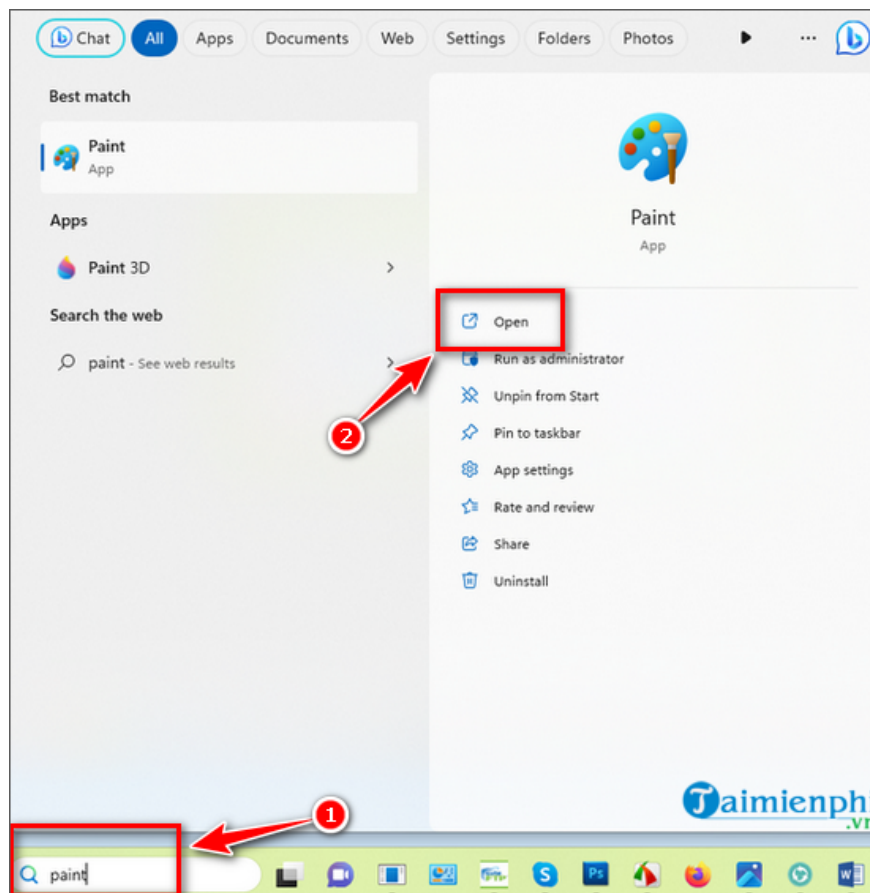 Chat All Apps Documents Web Settings Folders Photos
Best match
Paint
App
Apps
Paint 3D
Search the web
paint - See web results
Paint
App
Open
Run as administrator
Unpin from Start
Pin to taskbar
App settings
Rate and review
Share
Uninstall
2
1
Taimienphi
.vn
paint
S
Ps
W